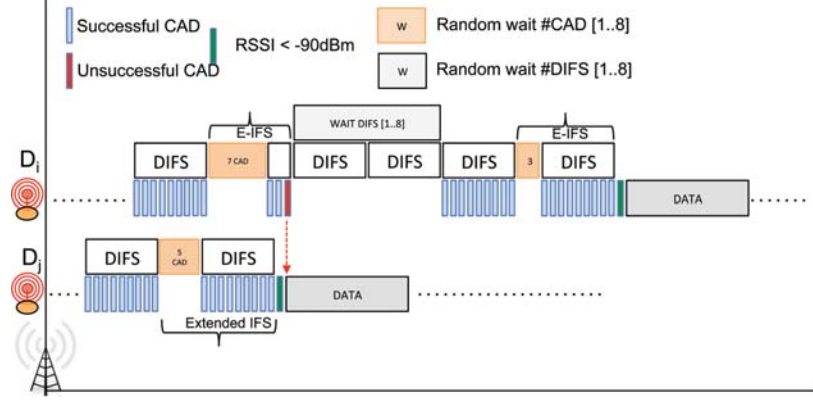 Successful CAD
RSSI < -90dBm
Unsuccessful CAD
W
Random wait #CAD [1..8]
W
Random wait #DIFS [1..8]
Di
DIFS
E-IFS
7 CAD
WAIT DIFS [1..8]
DIFS
DIFS
DIFS
E-IFS
3
DIFS
DATA
Dj
DIFS
5
CAD
DIFS
DATA
Extended IFS